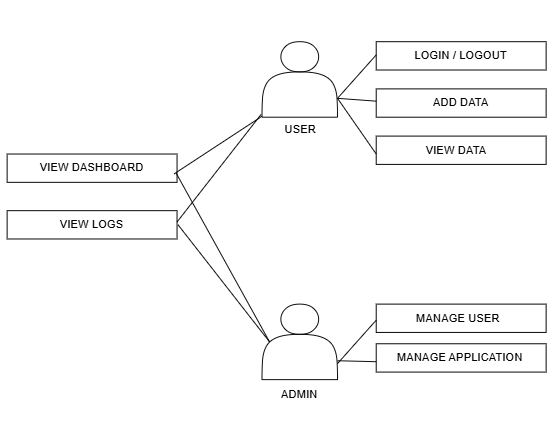 LOGIN / LOGOUT
ADD DATA
USER
VIEW DATA
VIEW DASHBOARD
VIEW LOGS
MANAGE USER
MANAGE APPLICATION
ADMIN